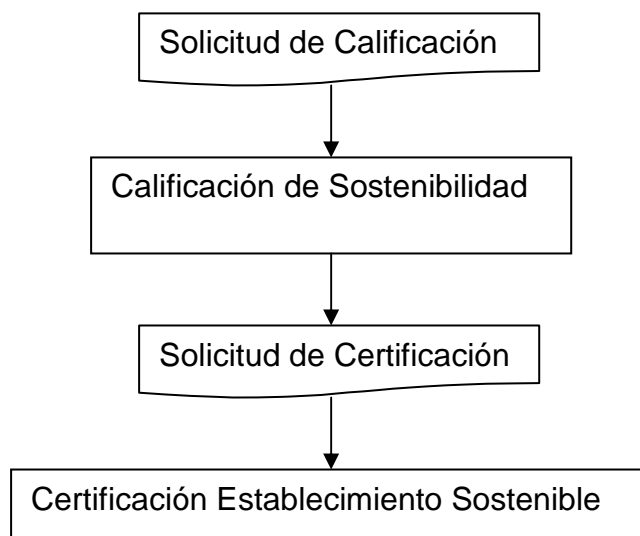 Solicitud de Calificación
Calificación de Sostenibilidad
Solicitud de Certificación
Certificación Establecimiento Sostenible